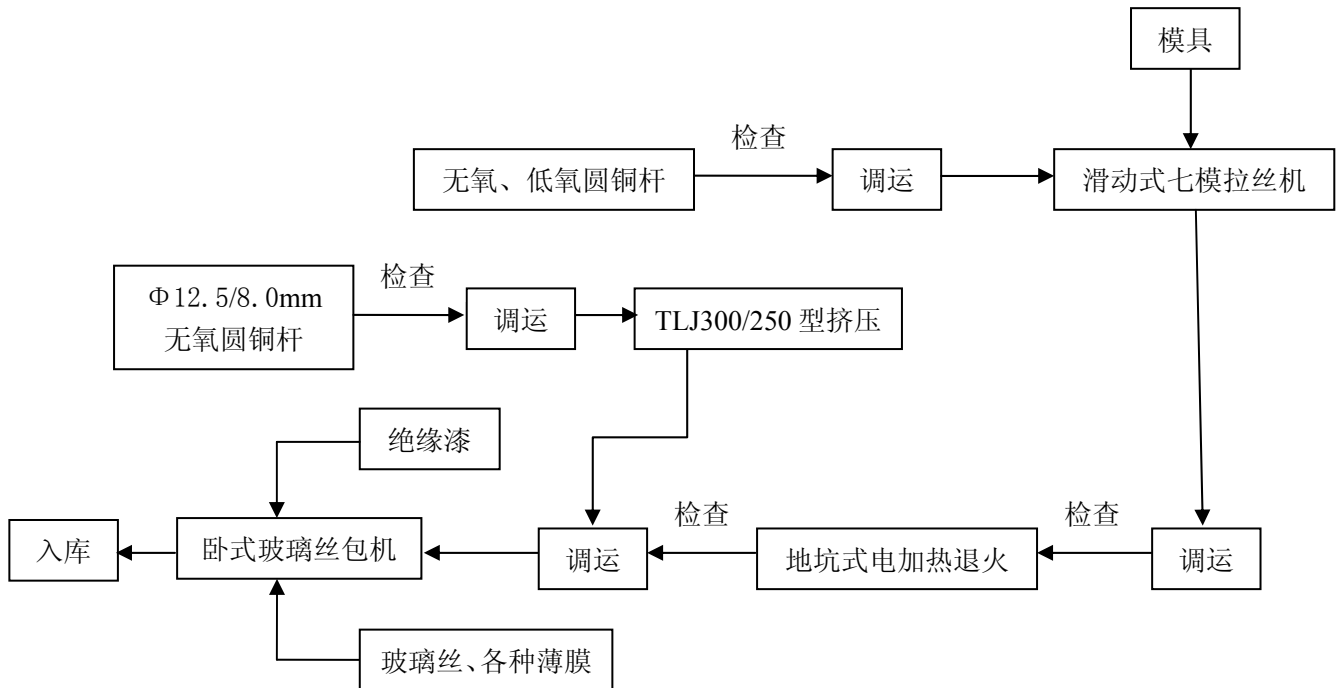 模具
检查
无氧、低氧圆铜杆
调运
滑动式七模拉丝机
检查
Φ12.5/8.0mm
无氧圆铜杆
调运
TLJ300/250 型挤压
绝缘漆
检查
检查
入库
卧式玻璃丝包机
调运
地坑式电加热退火
调运
玻璃丝、各种薄膜